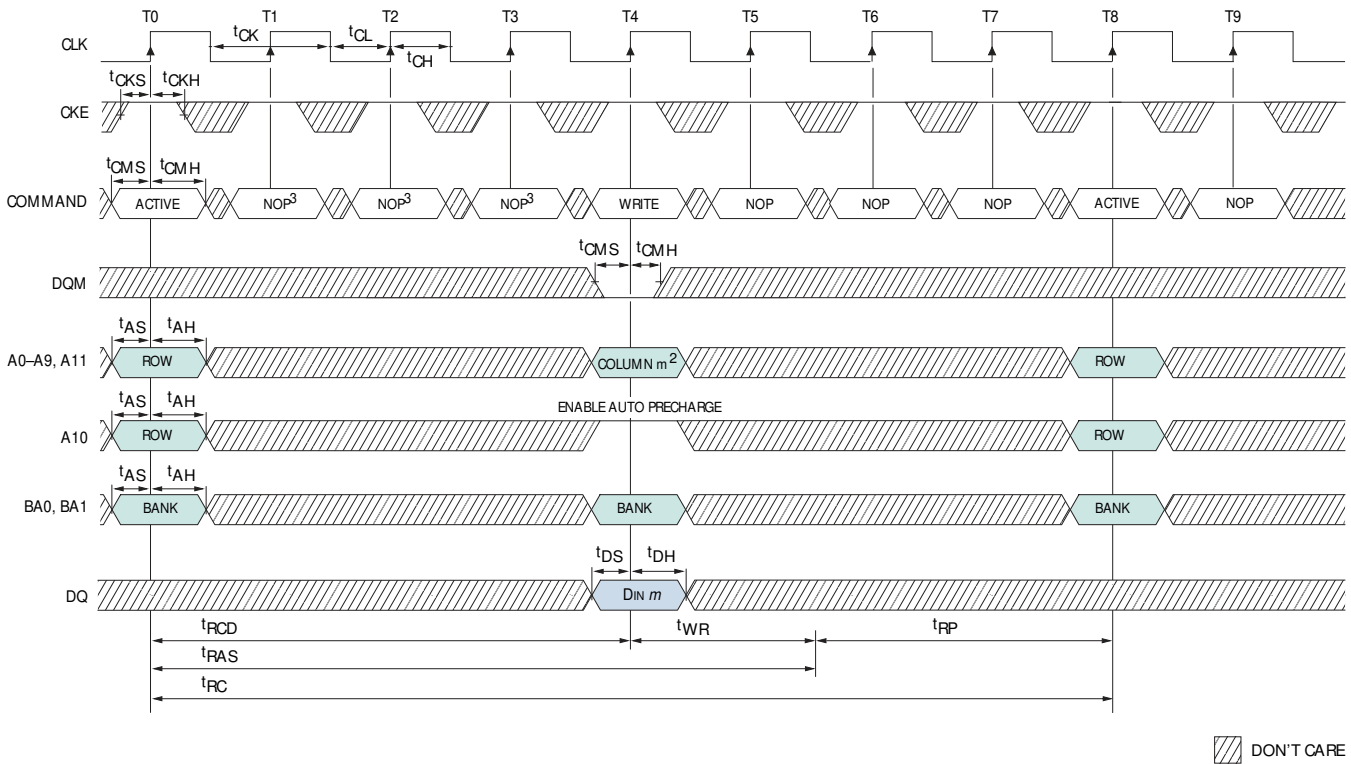 T0 T1 T2 T3 T4 T5 T6 T7 T8 T9
CLK
tCK tCL
tCH
tCKS tCKH
CKE
tCMS tCMH
COMMAND ACTIVE NOP3 NOP3 NOP3 WRITE NOP NOP NOP ACTIVE NOP
tCMS tCMH
DQM
tAS tAH
A0–A9, A11 ROW COLUMN m2 ROW
ENABLE AUTO PRECHARGE
tAS tAH
A10 ROW ROW
tAS tAH
BA0, BA1 BANK BANK BANK
tDS tDH
DQ DIN m
tRCD tWR tRP
tRAS
tRC
DON'T CARE